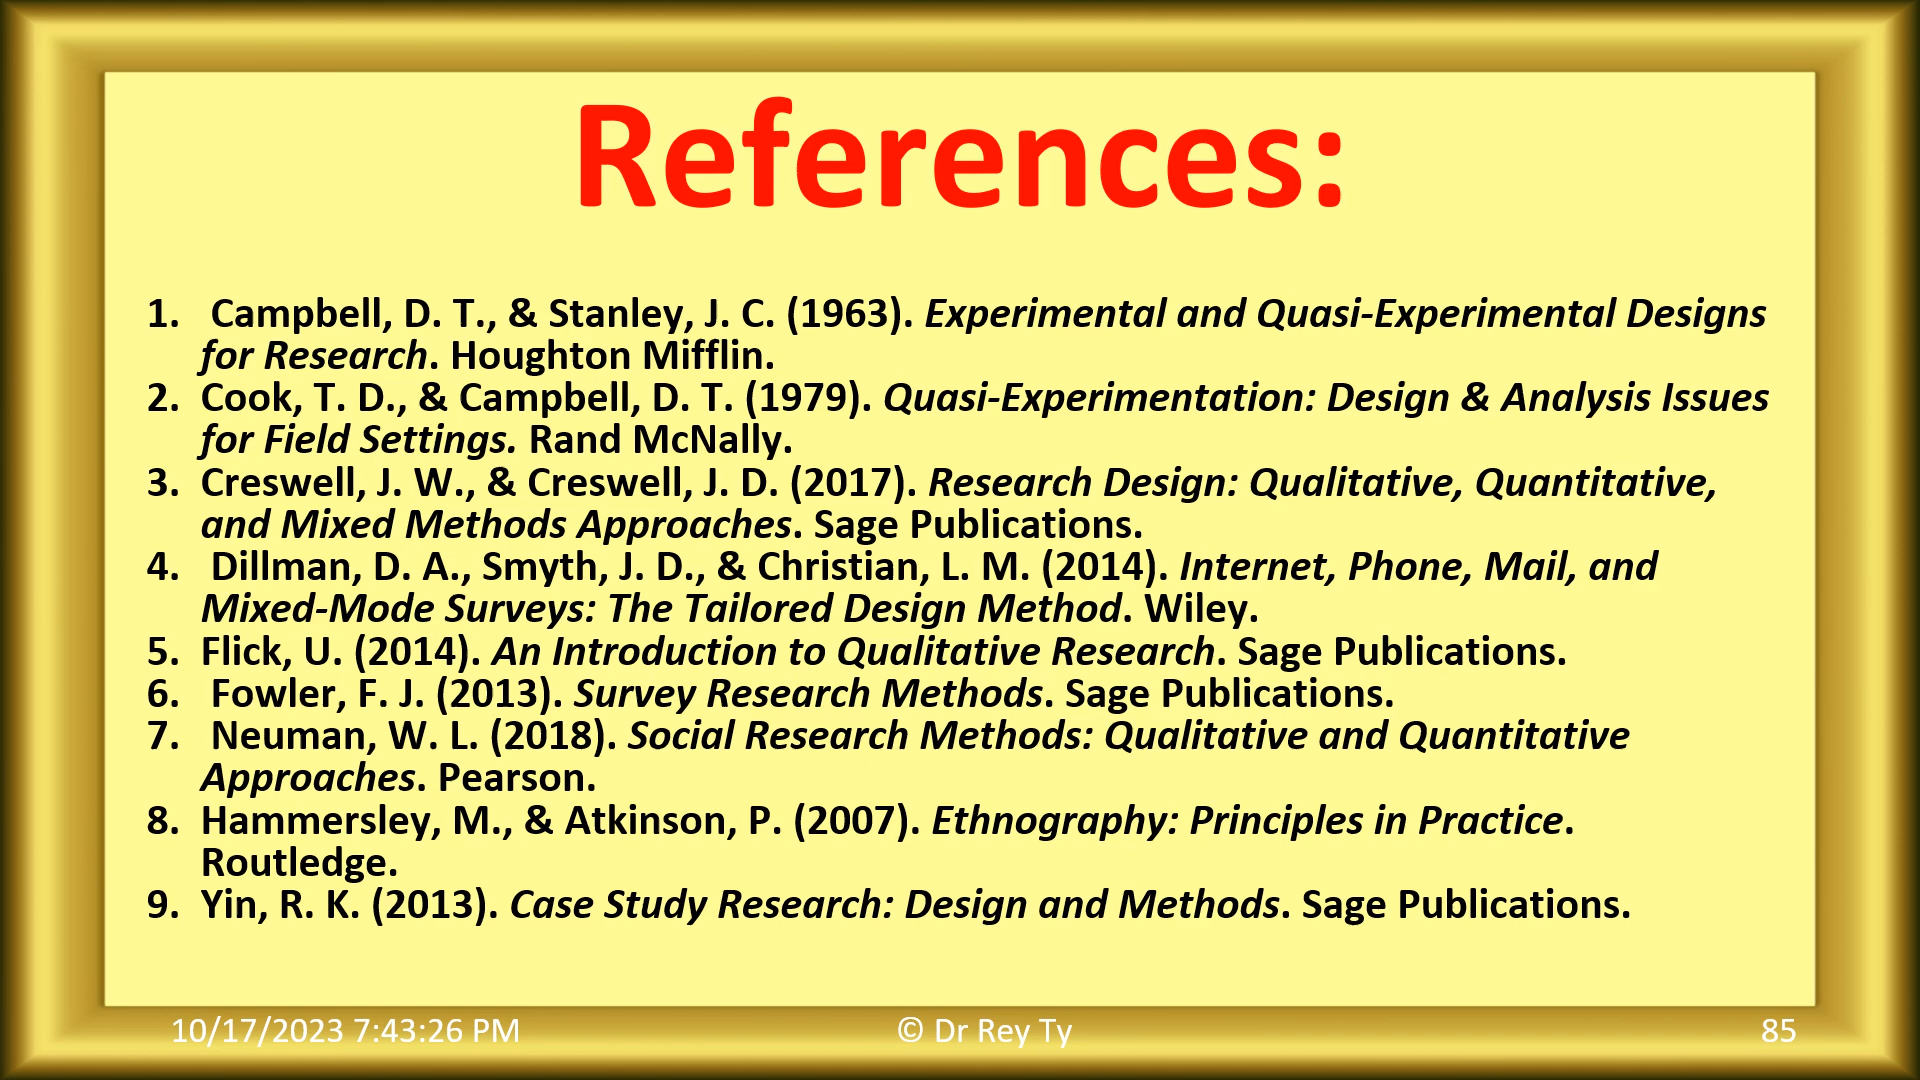 References:
1. Campbell, D. T., & Stanley, J. C. (1963). Experimental and Quasi-Experimental Designs
for Research. Houghton Mifflin.
2. Cook, T. D., & Campbell, D. T. (1979). Quasi-Experimentation: Design & Analysis Issues
for Field Settings. Rand McNally.
3. Creswell, J. W., & Creswell, J. D. (2017). Research Design: Qualitative, Quantitative,
and Mixed Methods Approaches. Sage Publications.
4. Dillman, D. A., Smyth, J. D., & Christian, L. M. (2014). Internet, Phone, Mail, and
Mixed-Mode Surveys: The Tailored Design Method. Wiley.
5. Flick, U. (2014). An Introduction to Qualitative Research. Sage Publications.
6. Fowler, F. J. (2013). Survey Research Methods. Sage Publications.
7. Neuman, W. L. (2018). Social Research Methods: Qualitative and Quantitative
Approaches. Pearson.
8. Hammersley, M., & Atkinson, P. (2007). Ethnography: Principles in Practice.
Routledge.
9. Yin, R. K. (2013). Case Study Research: Design and Methods. Sage Publications.
10/17/2023 7:43:26 PM © Dr Rey Ty 85